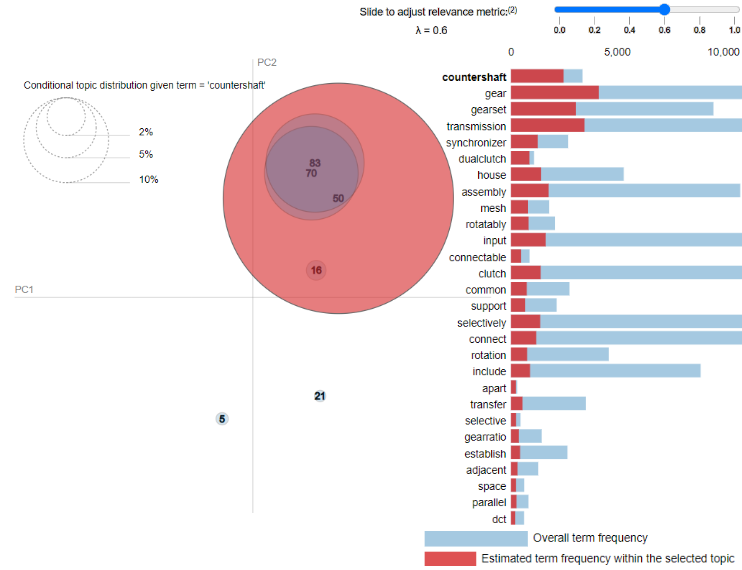 Slide to adjust relevance metric:(2)
λ = 0.6
0.0 0.2 0.4 0.6 0.8 1.0
PC2
Conditional topic distribution given term = 'countershaft'
2%
5%
10%
83
70
50
16
PC1
21
5
0 5,000 10,000
countershaft
gear
gearset
transmission
synchronizer
dualclutch
house
assembly
mesh
rotatably
input
connectable
clutch
common
support
selectively
connect
rotation
include
apart
transfer
selective
gearratio
establish
adjacent
space
parallel
dct
Overall term frequency
Estimated term frequency within the selected topic